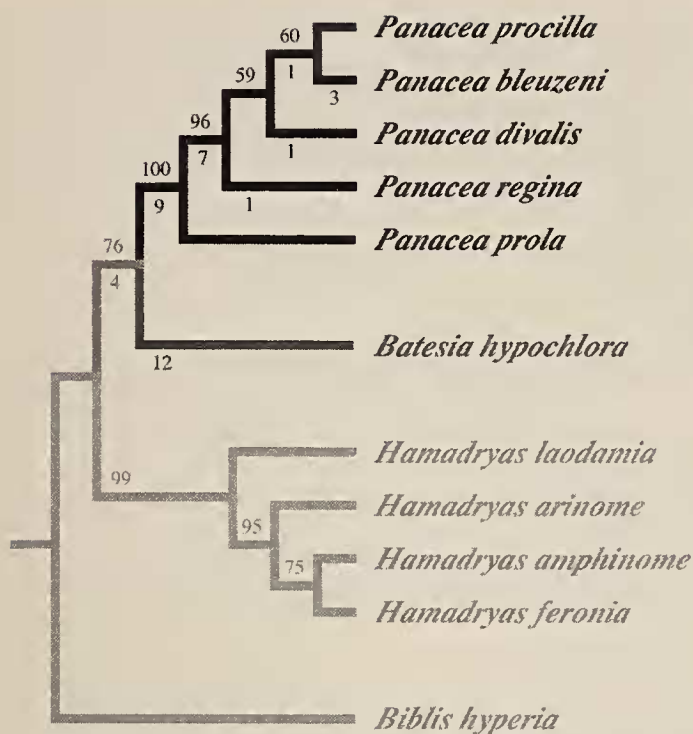 60
Panacea procilla
59
1
Panacea bleuzeni
3
96
Panacea divalis
7
1
100
Panacea regina
9
1
76
Panacea prola
4
Batesia hypochlora
12
Hamadryas laodamia
99
Hamadryas arinome
95
75
Hamadryas amphinome
Hamadryas feronia
Biblis hyperia